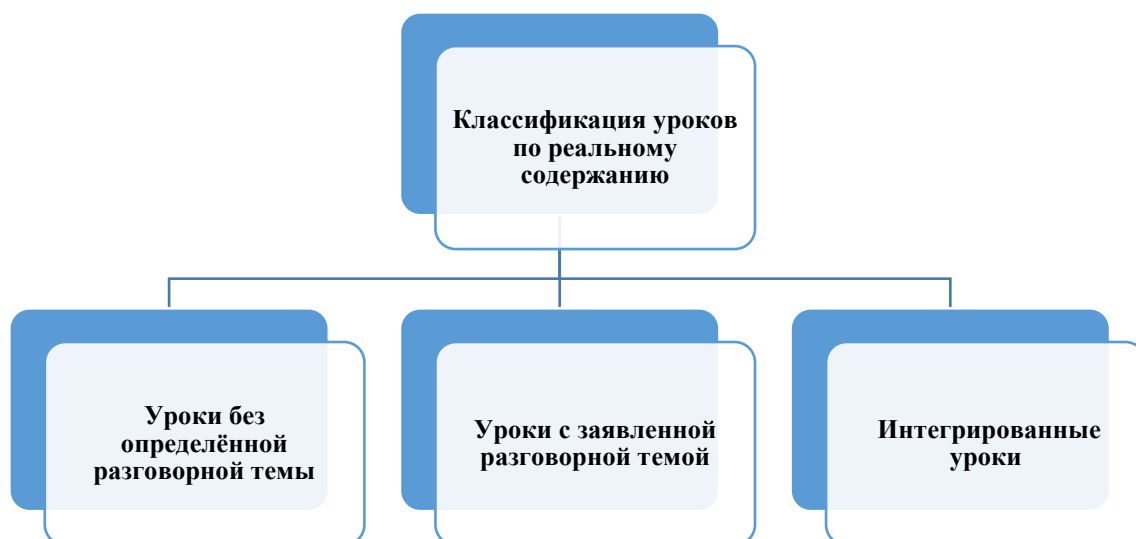 Классификация уроков
по реальному
содержанию
Уроки без
определённой
разговорной темы
Уроки с заявленной
разговорной темой
Интегрированные
уроки